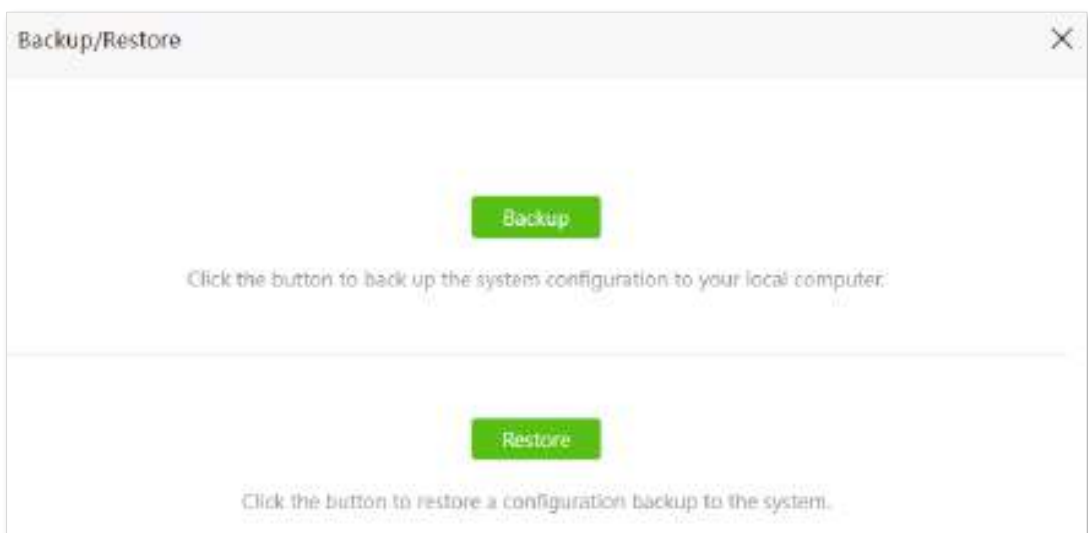 Backup/Restore
Backup
Click the button to back up the system configuration to your local computer.
Restore
Click the button to restore a configuration backup to the system.